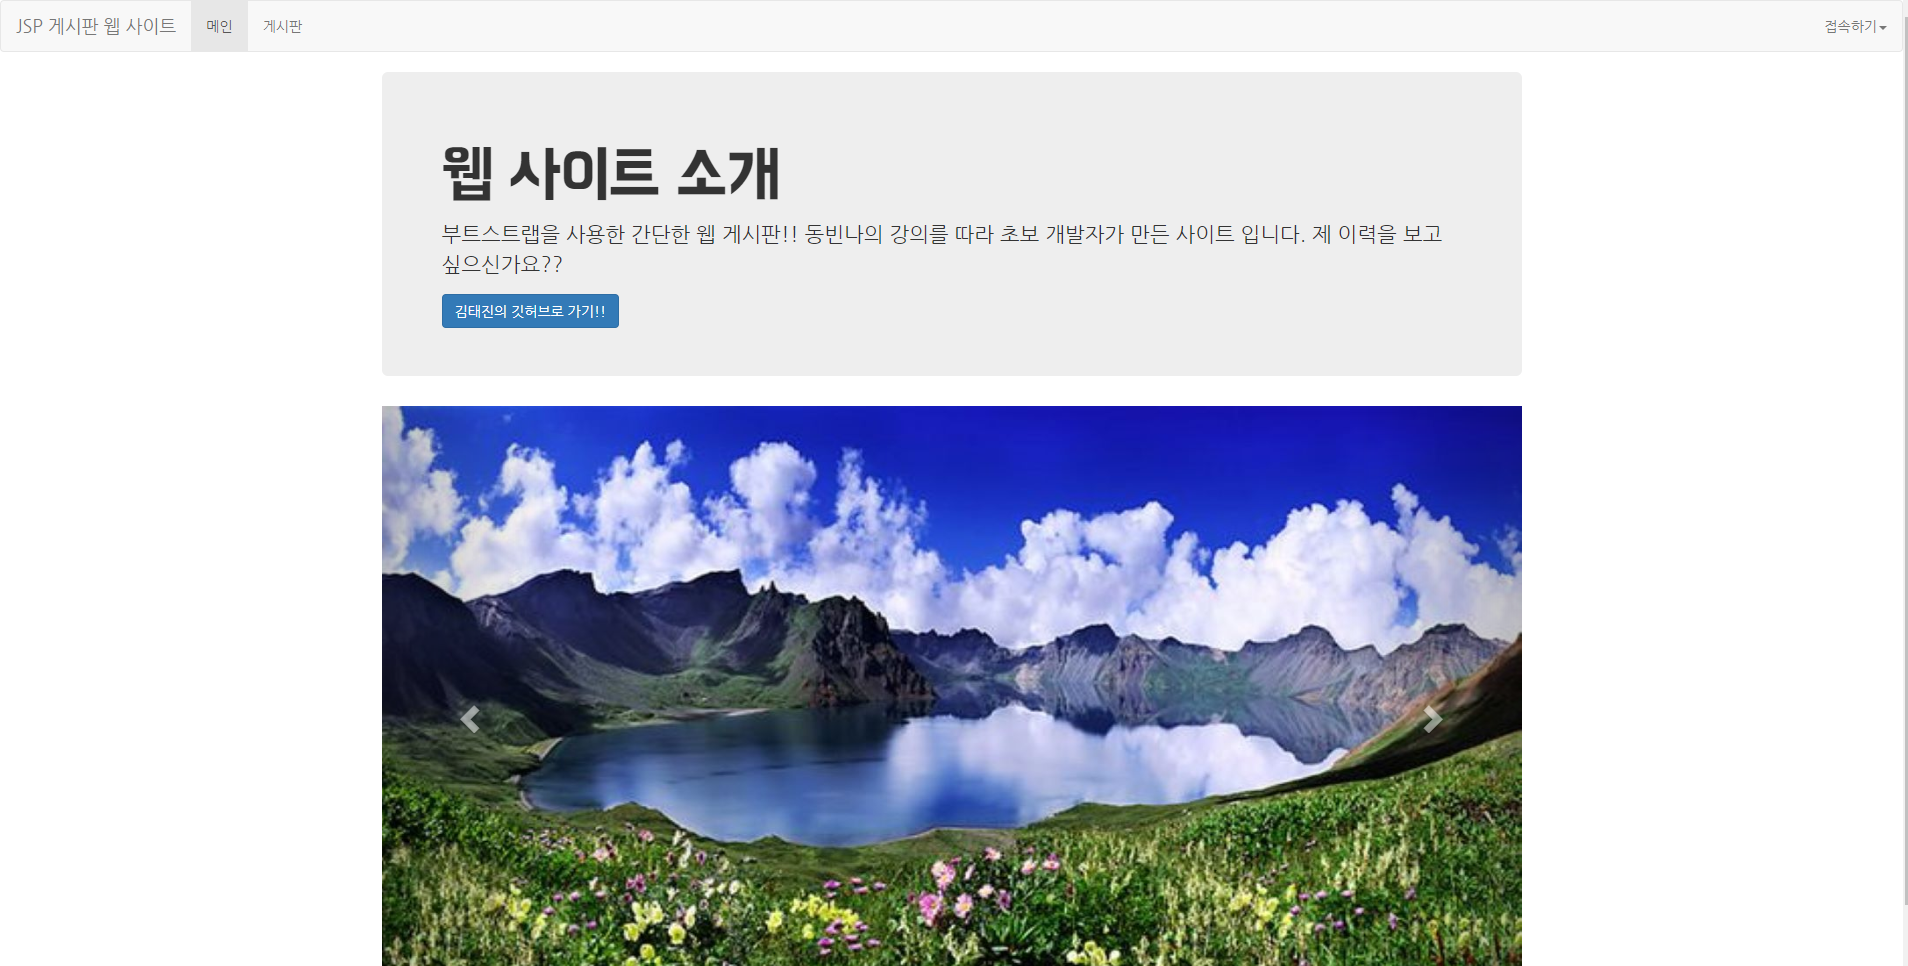 JSP 게시판 웹 사이트 메인 게시판 접속하기
웹 사이트 소개
부트스트랩을 사용한 간단한 웹 게시판!! 동빈나의 강의를 따라 초보 개발자가 만든 사이트 입니다. 제 이력을 보고
싶으신가요??
김태진의 깃허브로 가기!!